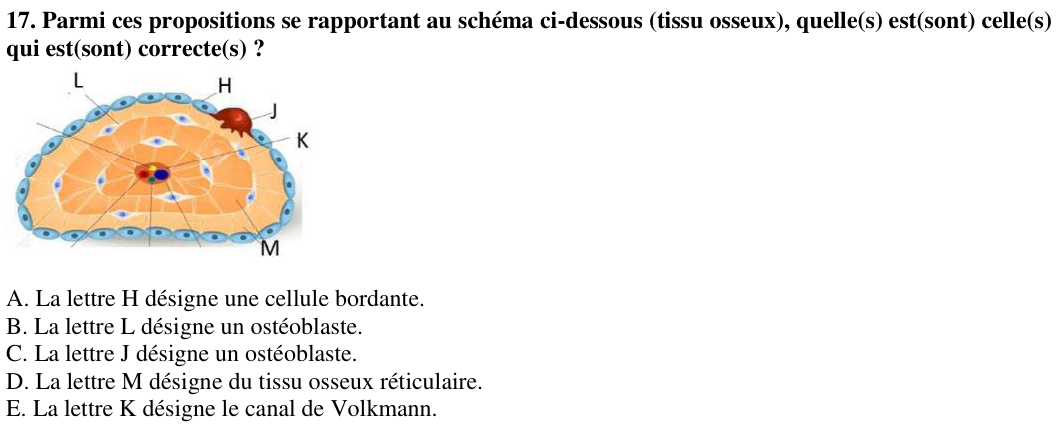 17. Parmi ces propositions se rapportant au schéma ci-dessous (tissu osseux), quelle(s) est(sont) celle(s)
qui est(sont) correcte(s) ?
L
H
J
K
M
A. La lettre H désigne une cellule bordante.
B. La lettre L désigne un ostéoblaste.
C. La lettre J désigne un ostéoblaste.
D. La lettre M désigne du tissu osseux réticulaire.
E. La lettre K désigne le canal de Volkmann.